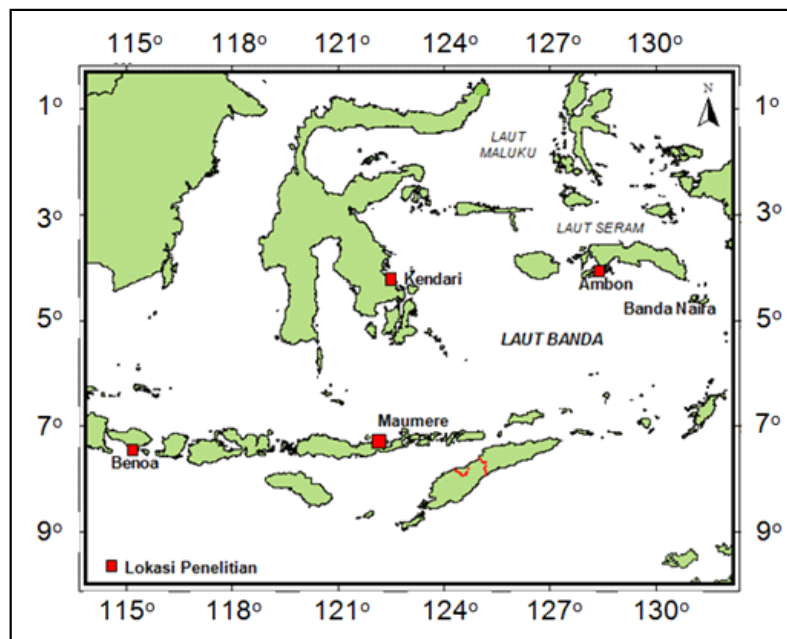 115° 118° 121° 124° 127° 130°
N
1° 1°
LAUT
MALUKU
3° 3°
LAUT SERAM
Kendari
Ambon
Banda Naira
5° 5°
LAUT BANDA
Maumere
7° 7°
Benoa
9° 9°
Lokasi Penelitian
115° 118° 121° 124° 127° 130°